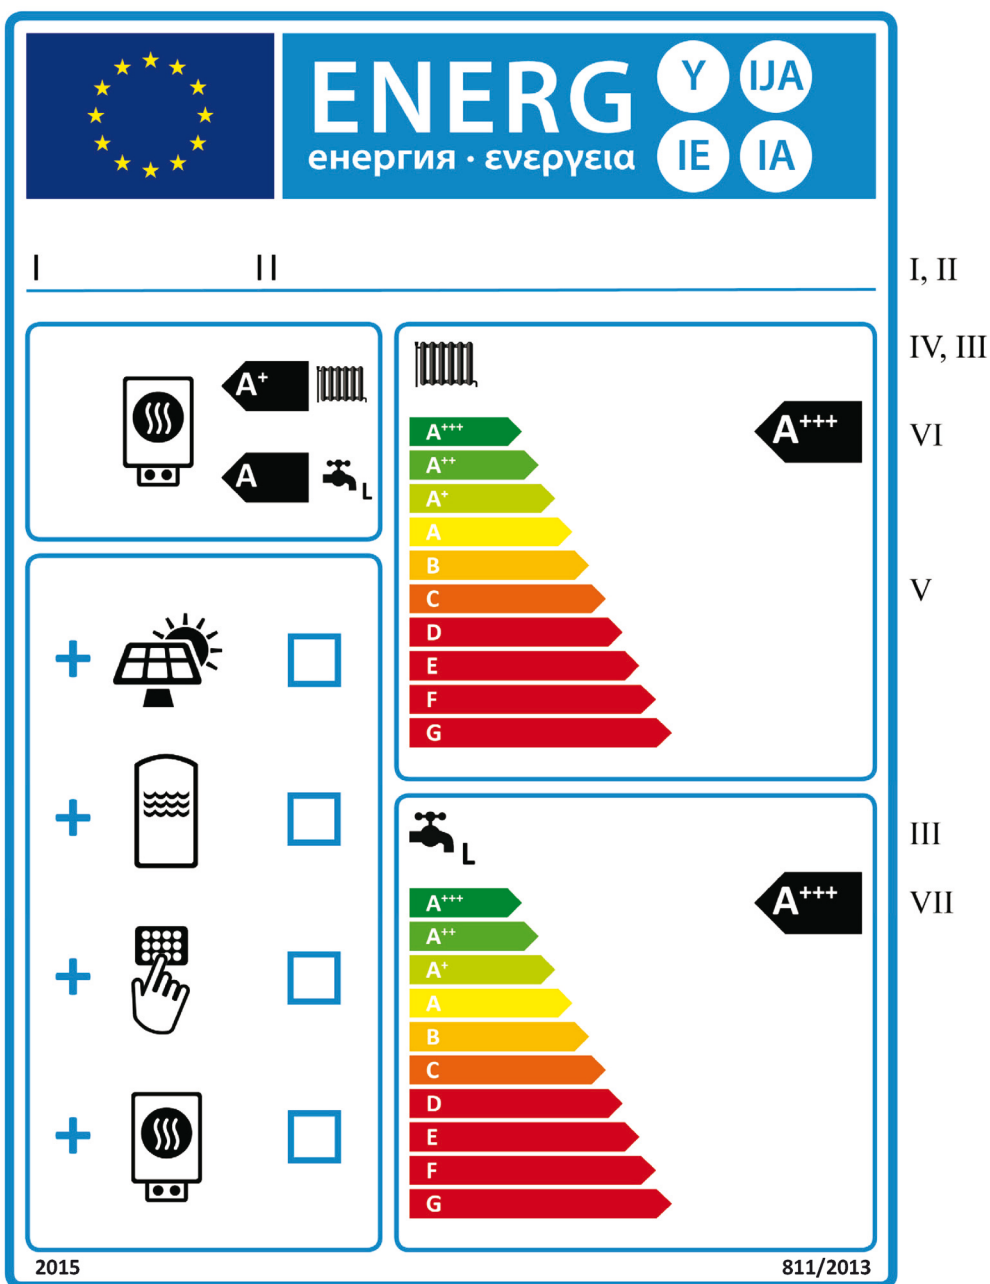 ENERG Y IJA
енергия · ενεργεια IE IA
I II I, II
IV, III
A+
A
L
A+++ A+++ VI
A++
A+
A
B V
C
D
E
F
G
L III
A+++ A+++ VII
A++
A+
A
B
C
D
E
F
G
2015 811/2013